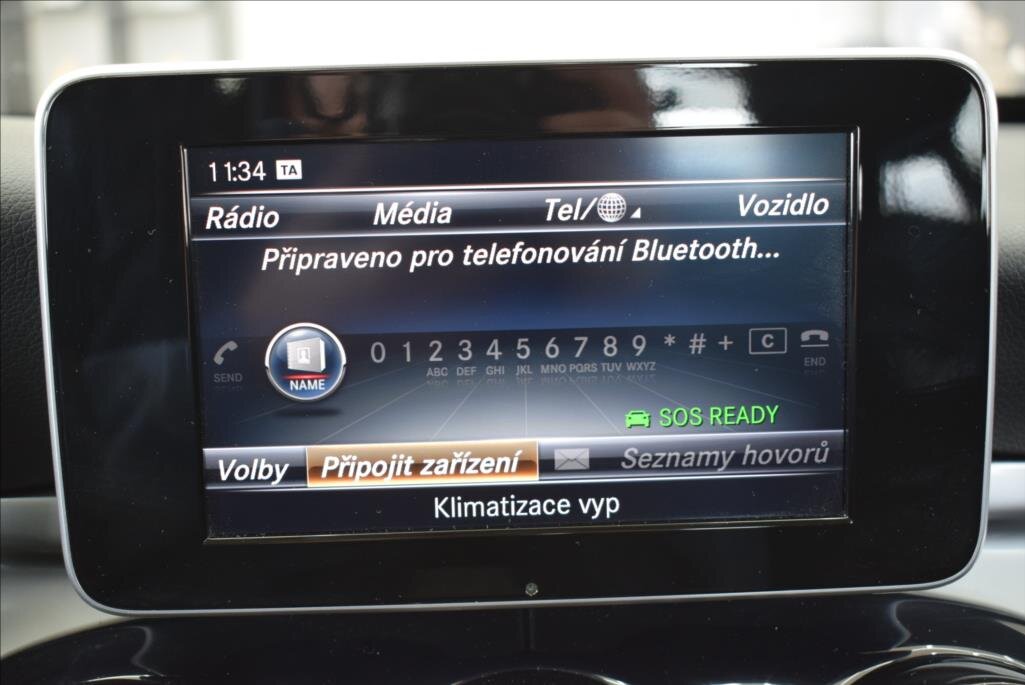 11:34 TA
Rádio Média Tel/ Vozidlo
Připraveno pro telefonování Bluetooth...
SEND NAME 0 1 2 3 4 5 6 7 8 9 * # + C END
ABC DEF GHI JKL MNO PQRS TUV WXYZ
SOS READY
Volby Připojit zařízení Seznamy hovorů
Klimatizace vyp